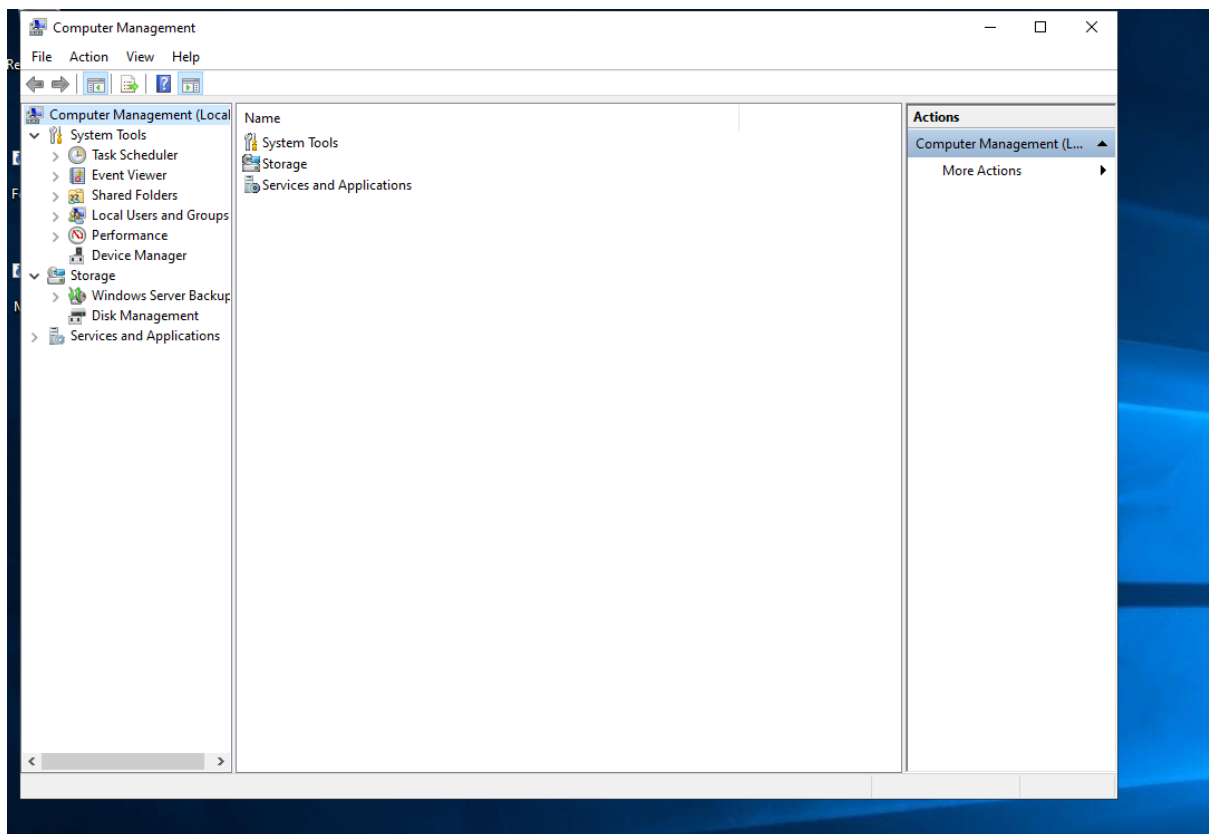 Computer Management
File Action View Help
Computer Management (Local
System Tools
Task Scheduler
Event Viewer
Shared Folders
Local Users and Groups
Performance
Device Manager
Storage
Windows Server Backup
Disk Management
Services and Applications
Name
System Tools
Storage
Services and Applications
Actions
Computer Management (L...
More Actions
Re
F